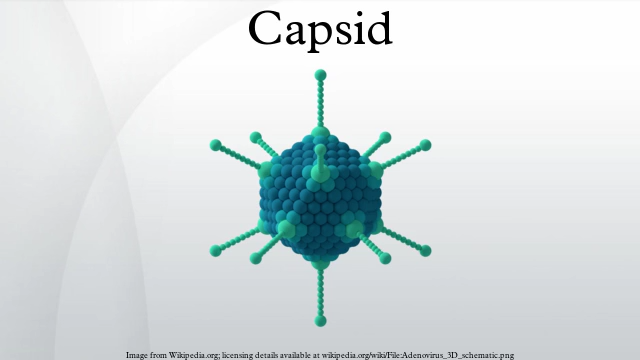 Capsid
Image from Wikipedia.org; licensing details available at wikipedia.org/wiki/File:Adenovirus_3D_schematic.png